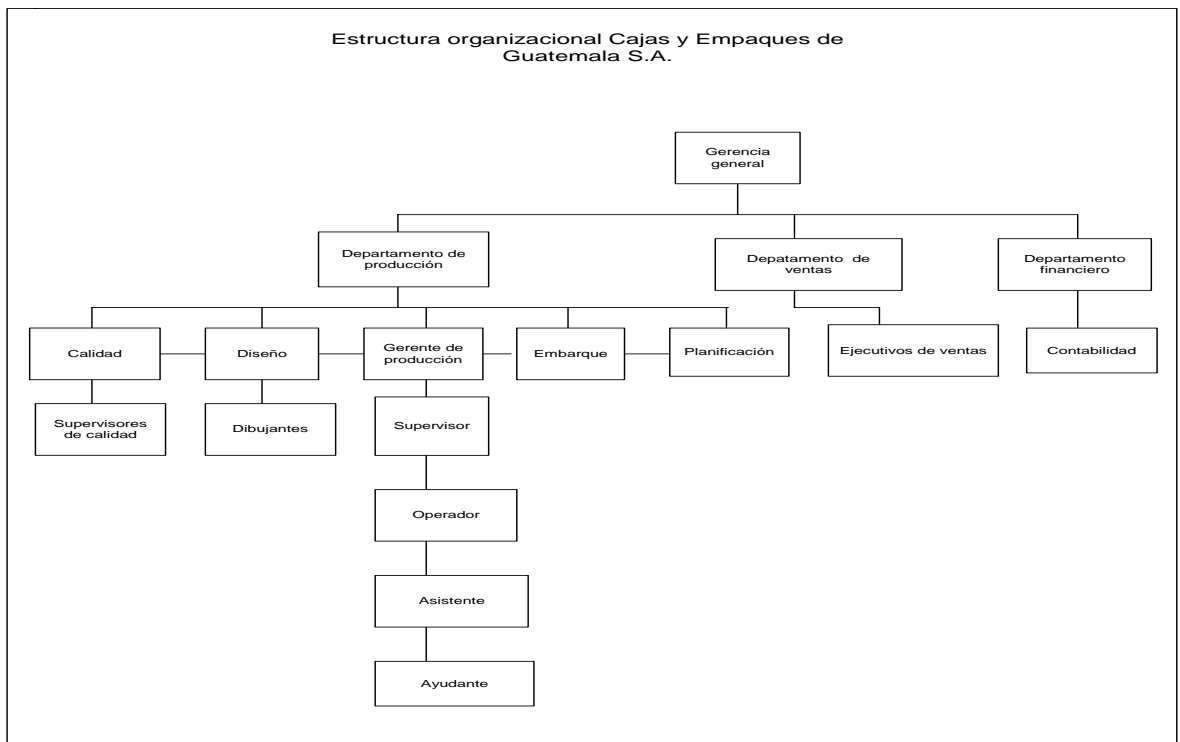 Estructura organizacional Cajas y Empaques de
Guatemala S.A.
Gerencia
general
Departamento de
producción
Depatamento de
ventas
Departamento
financiero
Calidad
Diseño
Gerente de
producción
Embarque
Planificación
Ejecutivos de ventas
Contabilidad
Supervisores
de calidad
Dibujantes
Supervisor
Operador
Asistente
Ayudante